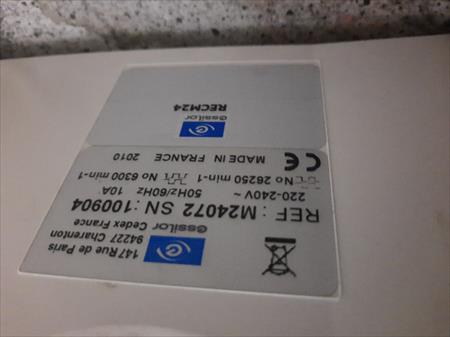 147 Rue de Paris
94227 Charenton
essilor Cedex France
REF : M24072 SN :100904
220-240V ~ 50Hz/60Hz 10A
No 26250 min-1 No 6300 min-1
CE MADE IN FRANCE 2010
essilor
RECM24